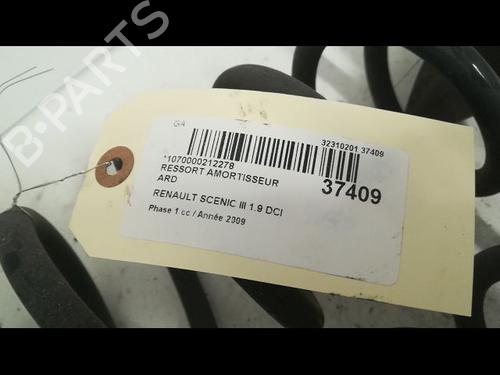 B-PARTS
GA
32310201 37409
*1070000212278
37409
RESSORT AMORTISSEUR
ARD
RENAULT SCENIC III 1.9 DCI
Phase 1 cc / Année 2009